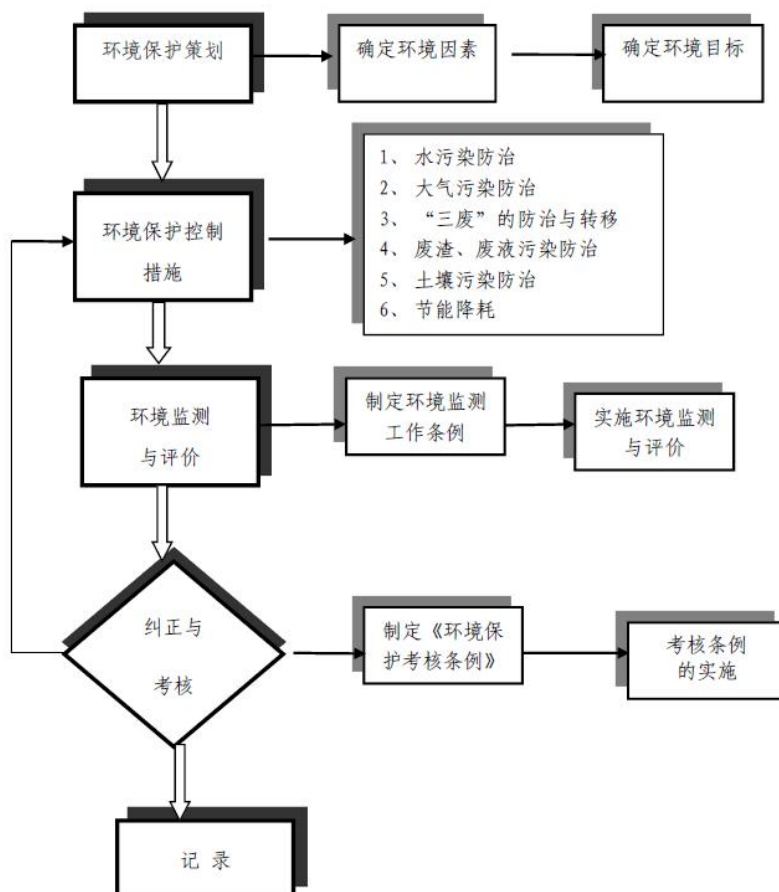 环境保护策划
确定环境因素
确定环境目标
环境保护控制
措施
1、 水污染防治
2、 大气污染防治
3、 “三废”的防治与转移
4、 废渣、废液污染防治
5、 土壤污染防治
6、 节能降耗
环境监测
与评价
制定环境监测
工作条例
实施环境监测
与评价
纠正与
考核
制定《环境保
护考核条例》
考核条例
的实施
记 录